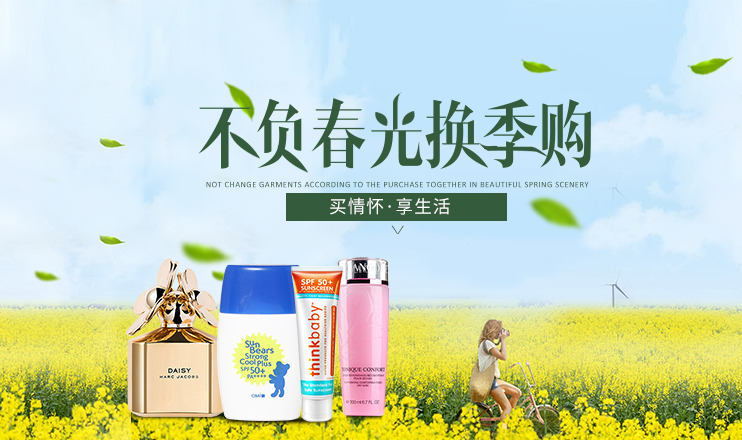 不负春光换季购
NOT CHANGE GARMENTS ACCORDING TO THE PURCHASE TOGETHER IN BEAUTIFUL SPRING SCENERY
买情怀·享生活
DAISY
MARC JACOBS
Sun
Bears
Strong
Cool Plus
SPF 50+
PA++++
OMI
SPF 50+
SUNSCREEN
thinkbaby
TONIQUE CONFORT